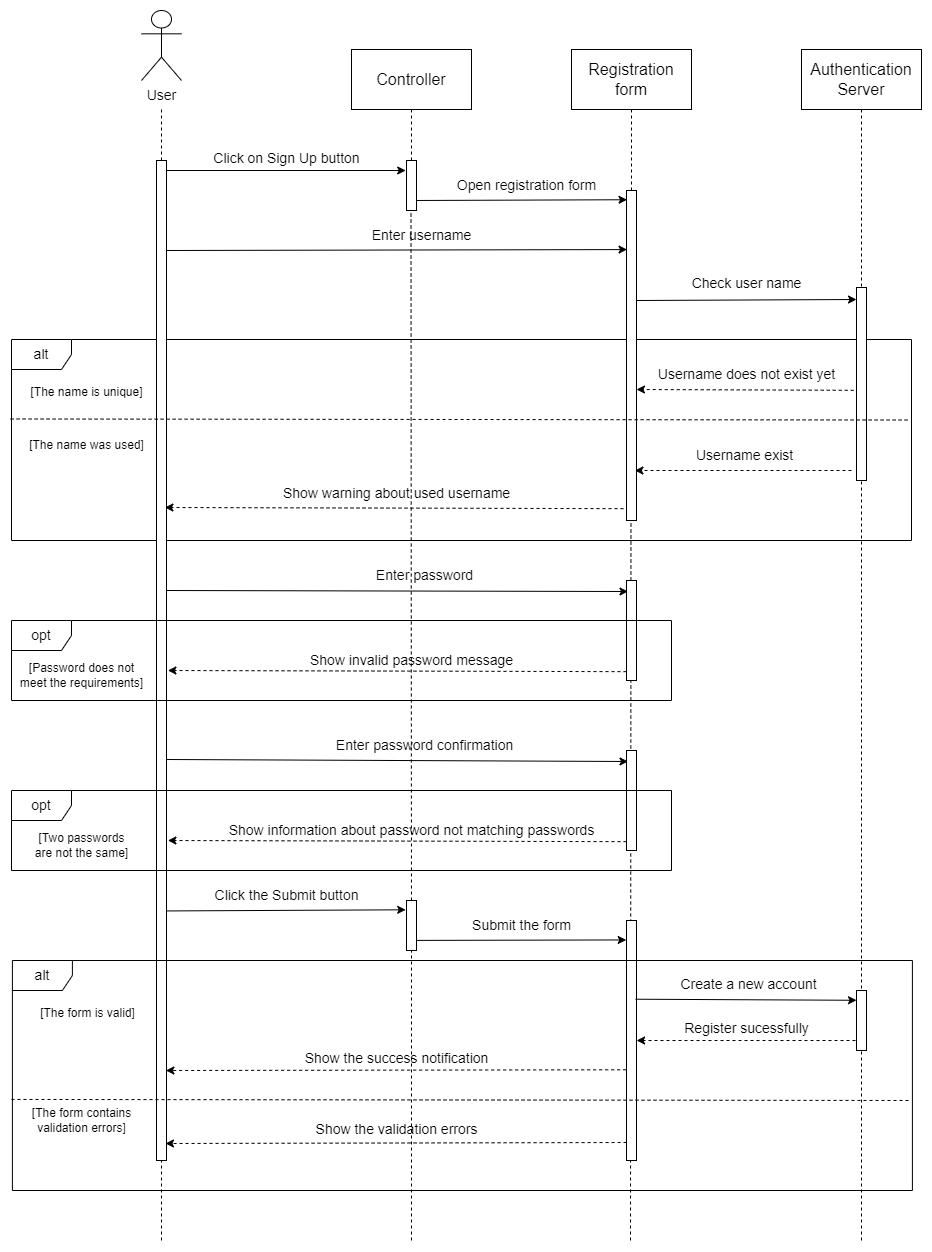 User
Controller
Registration
form
Authentication
Server
Click on Sign Up button
Open registration form
Enter username
Check user name
alt
[The name is unique]
Username does not exist yet
[The name was used]
Username exist
Show warning about used username
Enter password
opt
[Password does not
meet the requirements]
Show invalid password message
Enter password confirmation
opt
[Two passwords
are not the same]
Show information about password not matching passwords
Click the Submit button
Submit the form
alt
[The form is valid]
Create a new account
Register sucessfully
Show the success notification
[The form contains
validation errors]
Show the validation errors